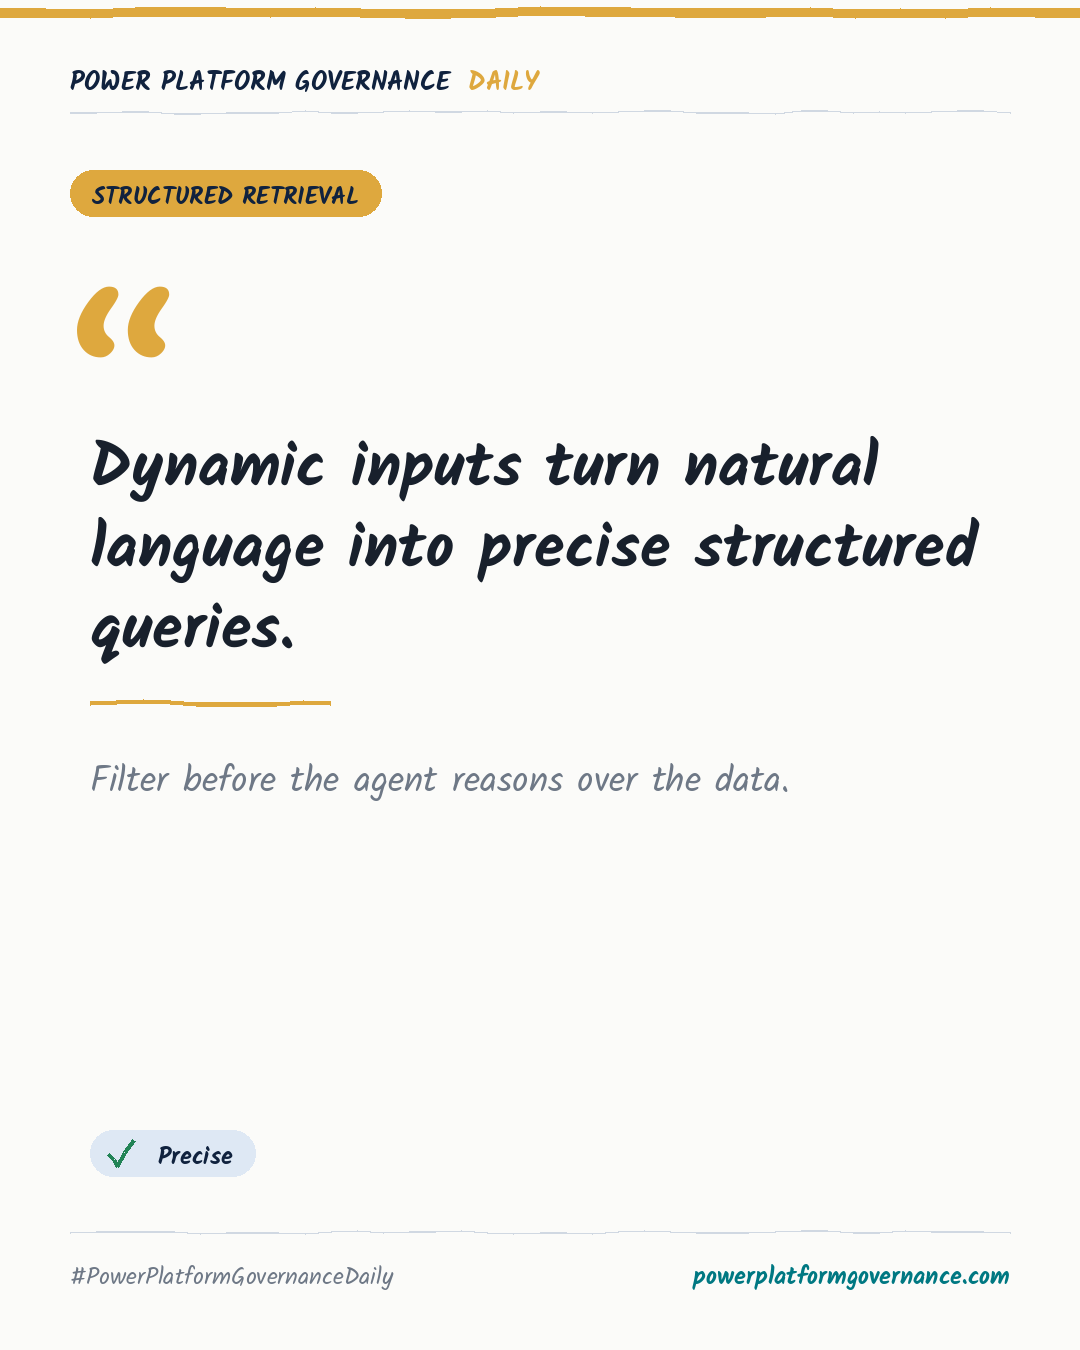 POWER PLATFORM GOVERNANCE DAILY
STRUCTURED RETRIEVAL
“
Dynamic inputs turn natural
language into precise structured
queries.
Filter before the agent reasons over the data.
✓ Precise
#PowerPlatformGovernanceDaily
powerplatformgovernance.com